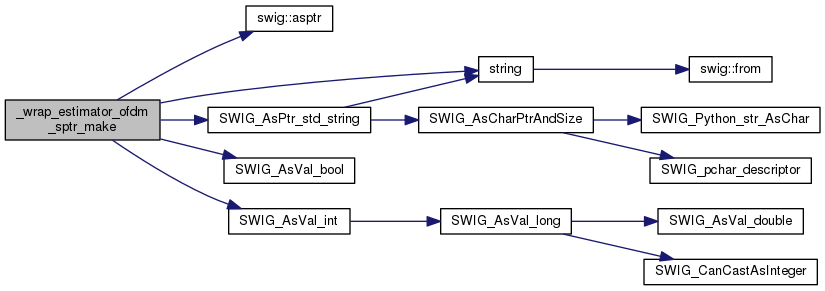 _wrap_estimator_ofdm
_sptr_make
swig::asptr
string
swig::from
SWIG_AsPtr_std_string
SWIG_AsCharPtrAndSize
SWIG_Python_str_AsChar
SWIG_pchar_descriptor
SWIG_AsVal_bool
SWIG_AsVal_int
SWIG_AsVal_long
SWIG_AsVal_double
SWIG_CanCastAsInteger